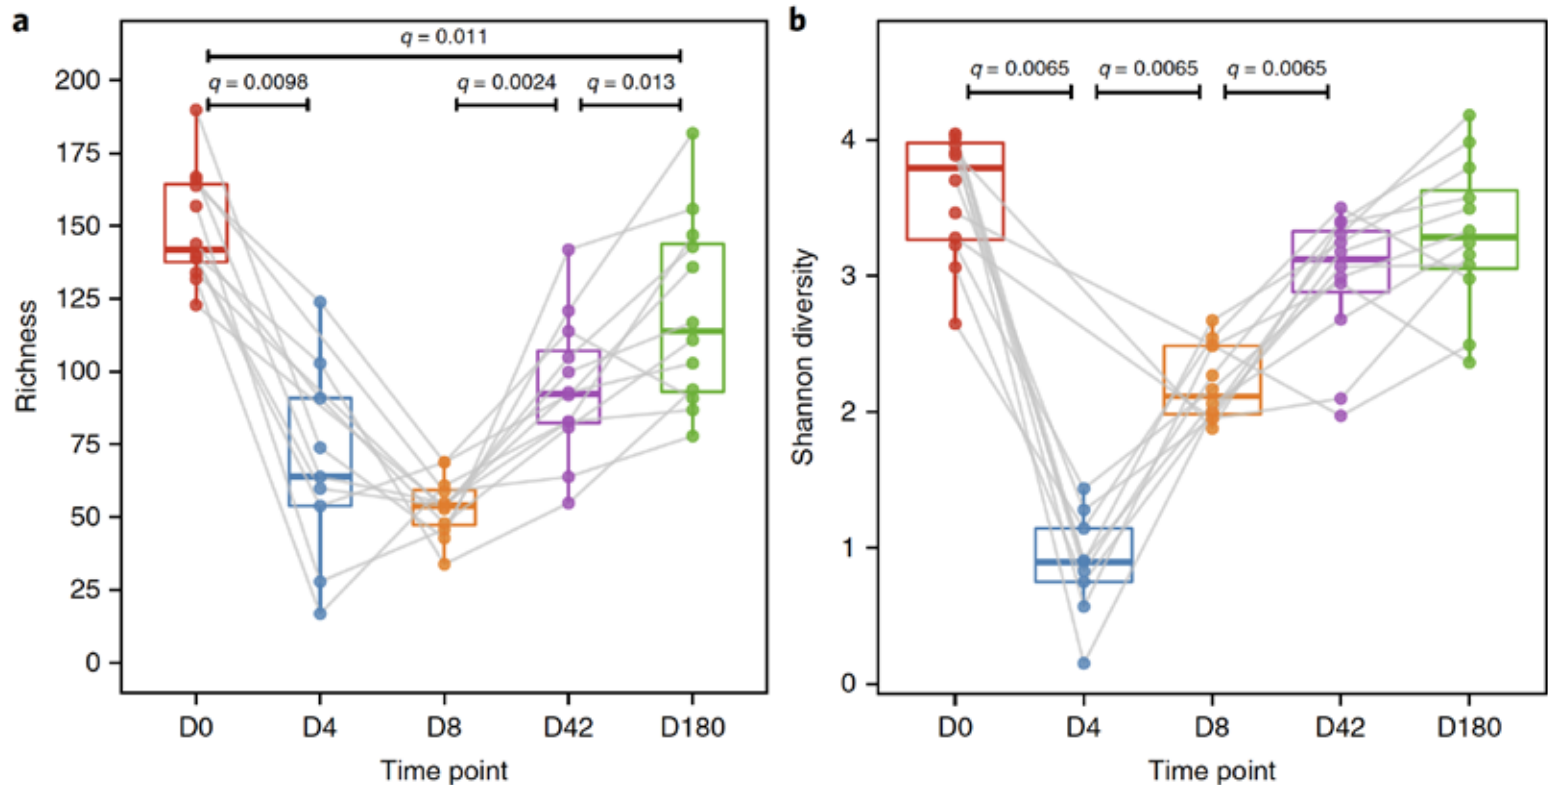 a
q = 0.011
q = 0.0098
q = 0.0024
q = 0.013
200
175
150
125
100
75
50
25
0
Richness
D0 D4 D8 D42 D180
Time point
b
q = 0.0065
q = 0.0065
q = 0.0065
4
3
2
1
0
Shannon diversity
D0 D4 D8 D42 D180
Time point